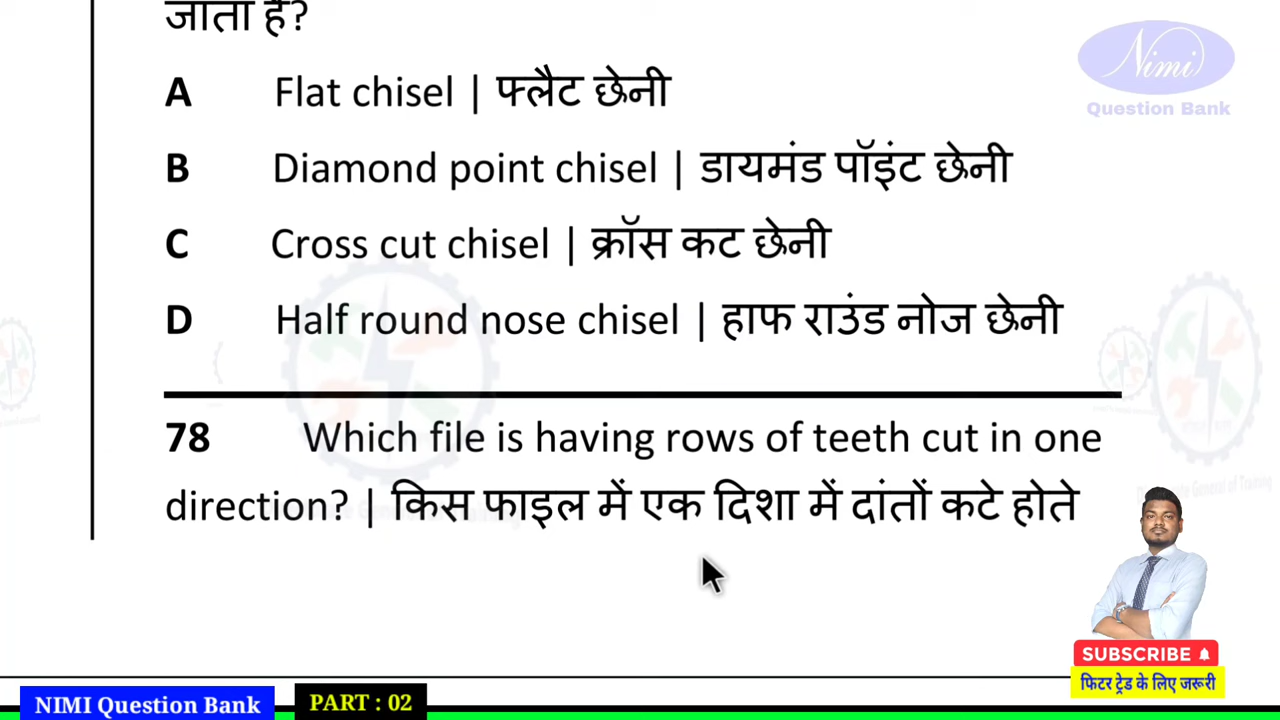 जाता है?
Nimi
Question Bank
A Flat chisel | फ्लैट छेनी
B Diamond point chisel | डायमंड पॉइंट छेनी
C Cross cut chisel | क्रॉस कट छेनी
D Half round nose chisel | हाफ राउंड नोज छेनी
78 Which file is having rows of teeth cut in one
direction? | किस फाइल में एक दिशा में दांतों कटे होते
SUBSCRIBE
फिटर ट्रेड के लिए जरूरी
NIMI Question Bank
PART : 02